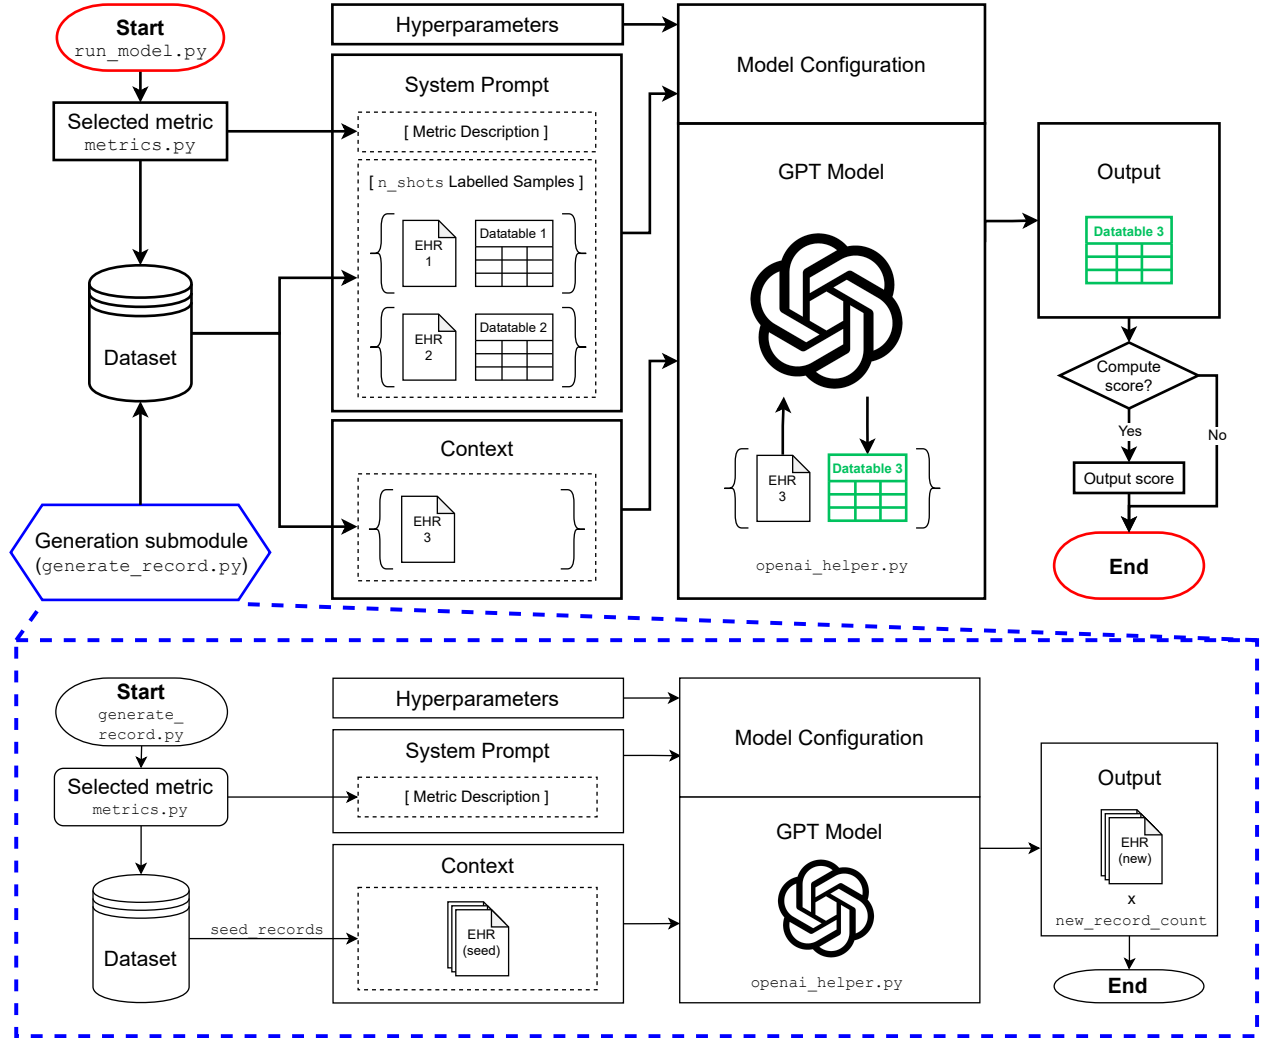 Start
run_model.py
Selected metric
metrics.py
Dataset
Generation submodule
(generate_record.py)
Hyperparameters
System Prompt
[ Metric Description ]
[ n_shots Labelled Samples ]
EHR
1
Datatable 1
EHR
2
Datatable 2
Context
EHR
3
Model Configuration
GPT Model
EHR
3
Datatable 3
openai_helper.py
Output
Datatable 3
Compute
score?
Yes
No
Output score
End
Start
generate_
record.py
Selected metric
metrics.py
Dataset
seed_records
Hyperparameters
System Prompt
[ Metric Description ]
Context
EHR
(seed)
Model Configuration
GPT Model
openai_helper.py
Output
EHR
(new)
x
new_record_count
End